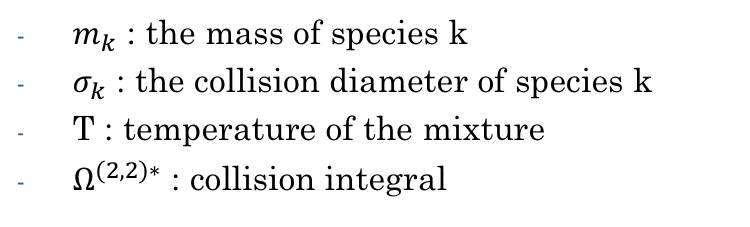 - m_k : the mass of species k
- σ_k : the collision diameter of species k
- T : temperature of the mixture
- Ω^(2,2)* : collision integral